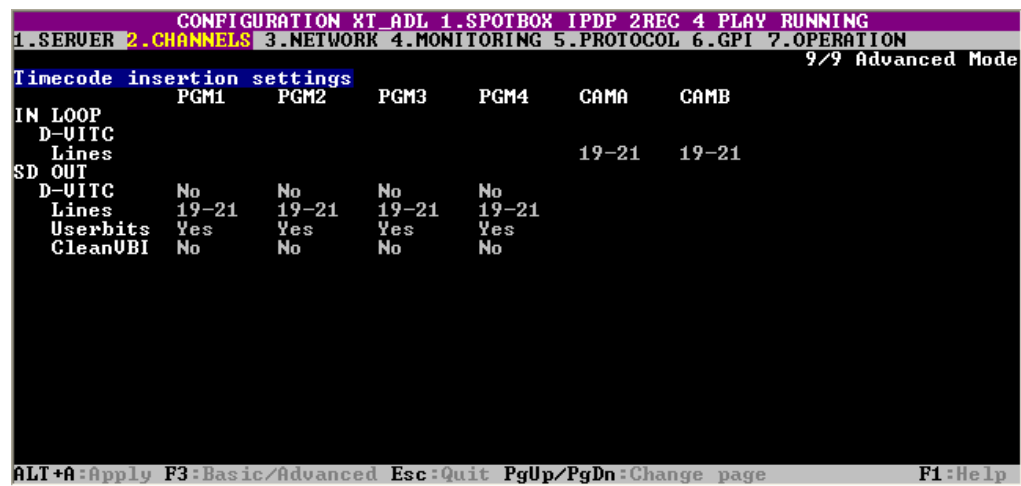 CONFIGURATION XT_ADL 1.SPOTBOX IPDP 2REC 4 PLAY RUNNING
1.SERVER 2.CHANNELS 3.NETWORK 4.MONITORING 5.PROTOCOL 6.GPI 7.OPERATION
9/9 Advanced Mode
Timecode insertion settings
PGM1 PGM2 PGM3 PGM4 CAMA CAMB
IN LOOP
D-VITC
Lines 19-21 19-21
SD OUT
D-VITC No No No No
Lines 19-21 19-21 19-21 19-21
Userbits Yes Yes Yes Yes
CleanVBI No No No No
ALT+A:Apply F3:Basic/Advanced Esc:Quit PgUp/PgDn:Change page F1:Help